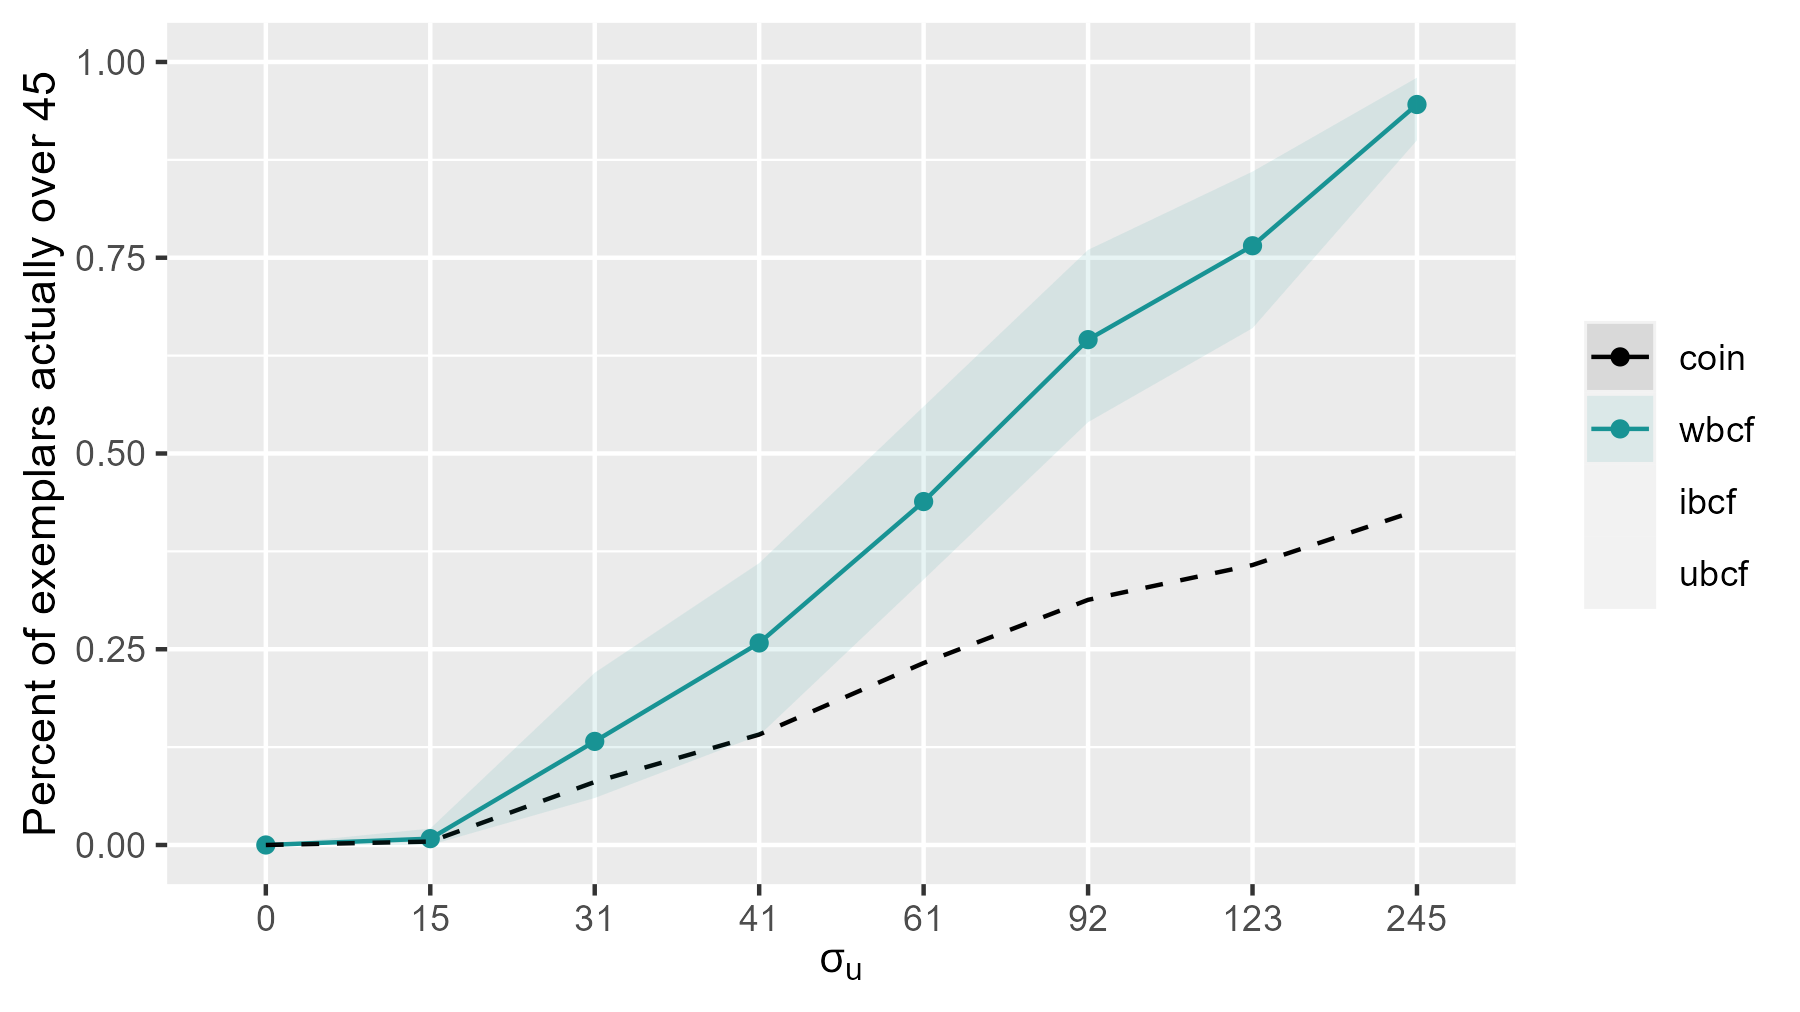 Percent of exemplars actually over 45
1.00
0.75
0.50
0.25
0.00
0 15 31 41 61 92 123 245
σu
coin
wbcf
ibcf
ubcf